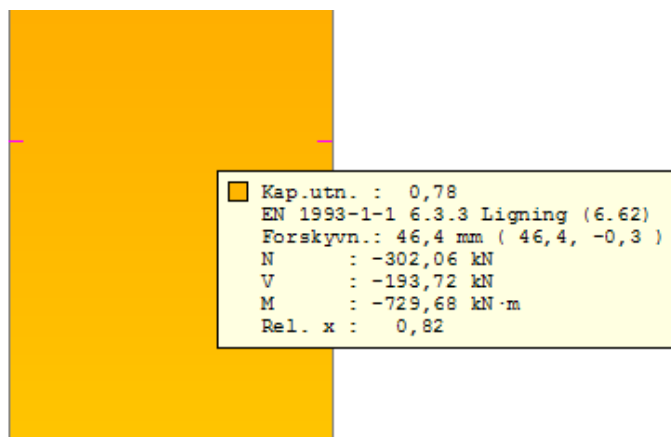 Kap.utn. : 0,78
EN 1993-1-1 6.3.3 Ligning (6.62)
Forskyvn.: 46,4 mm ( 46,4, -0,3 )
N : -302,06 kN
V : -193,72 kN
M : -729,68 kN·m
Rel. x : 0,82